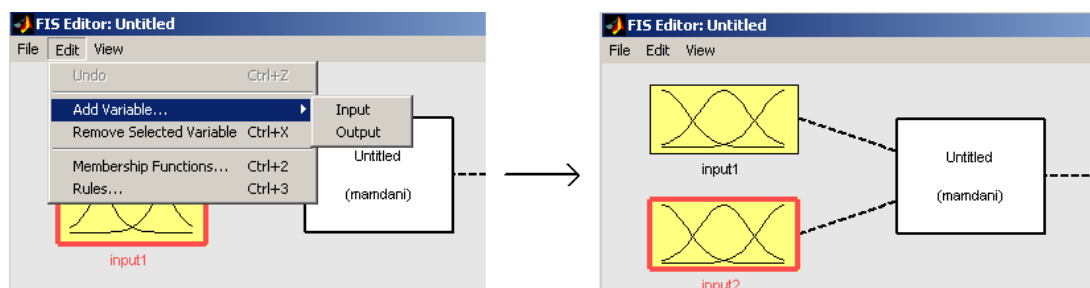 FIS Editor: Untitled
File Edit View
Undo Ctrl+Z
Add Variable...
Remove Selected Variable Ctrl+X
Membership Functions... Ctrl+2
Rules... Ctrl+3
Input
Output
Untitled
(mamdani)
input1
FIS Editor: Untitled
File Edit View
input1
input2
Untitled
(mamdani)